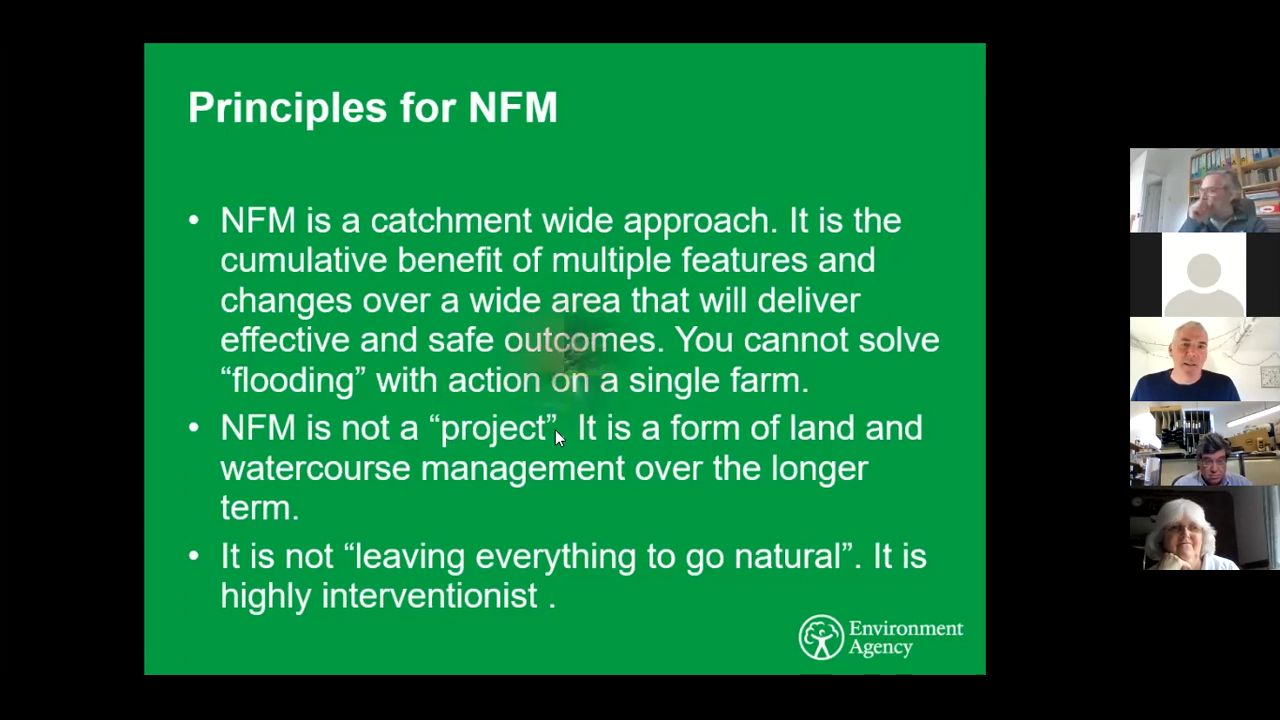 Principles for NFM
• NFM is a catchment wide approach. It is the
cumulative benefit of multiple features and
changes over a wide area that will deliver
effective and safe outcomes. You cannot solve
“flooding” with action on a single farm.
• NFM is not a “project”. It is a form of land and
watercourse management over the longer
term.
• It is not “leaving everything to go natural”. It is
highly interventionist .
Environment
Agency